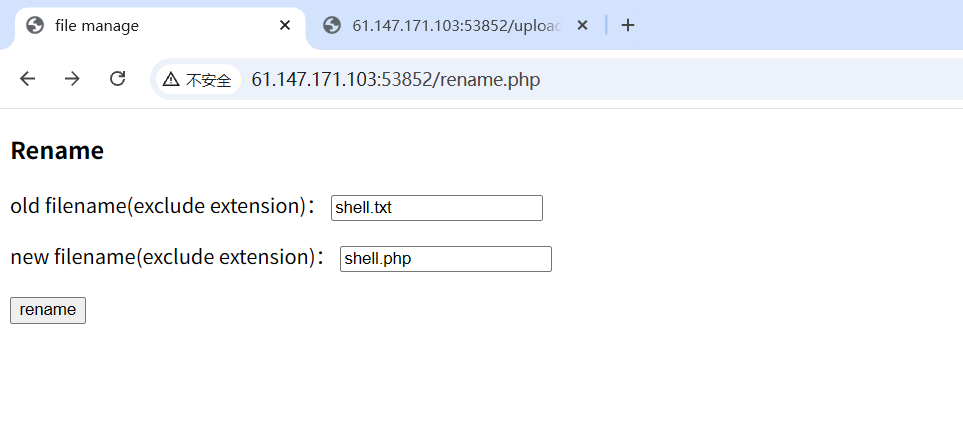 file manage
61.147.171.103:53852/upload
不安全
61.147.171.103:53852/rename.php
Rename
old filename(exclude extension)： shell.txt
new filename(exclude extension)： shell.php
rename